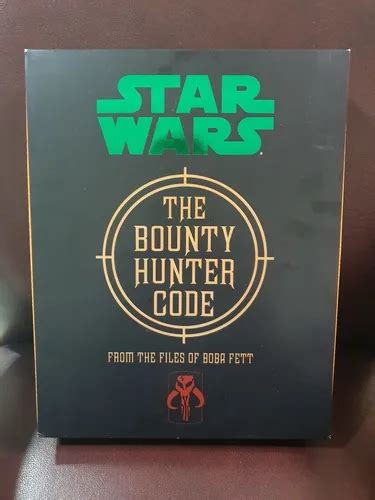 STAR
WARS
THE
BOUNTY
HUNTER
CODE
FROM THE FILES OF BOBA FETT